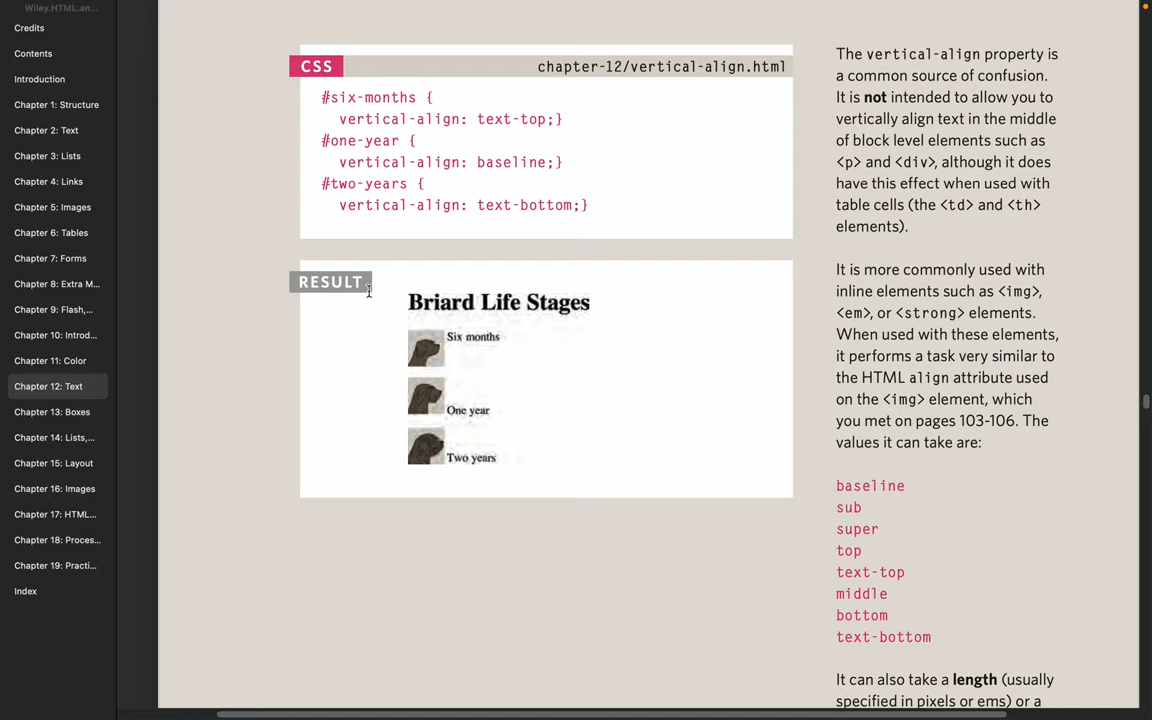 Wiley.HTML.an...
Credits
Contents
Introduction
Chapter 1: Structure
Chapter 2: Text
Chapter 3: Lists
Chapter 4: Links
Chapter 5: Images
Chapter 6: Tables
Chapter 7: Forms
Chapter 8: Extra M...
Chapter 9: Flash,...
Chapter 10: Introd...
Chapter 11: Color
Chapter 12: Text
Chapter 13: Boxes
Chapter 14: Lists,...
Chapter 15: Layout
Chapter 16: Images
Chapter 17: HTML...
Chapter 18: Proces...
Chapter 19: Practi...
Index
CSS chapter-12/vertical-align.html
#six-months {
vertical-align: text-top;}
#one-year {
vertical-align: baseline;}
#two-years {
vertical-align: text-bottom;}
RESULT
Briard Life Stages
Six months
One year
Two years
The vertical-align property is
a common source of confusion.
It is not intended to allow you to
vertically align text in the middle
of block level elements such as
<p> and <div>, although it does
have this effect when used with
table cells (the <td> and <th>
elements).
It is more commonly used with
inline elements such as <img>,
<em>, or <strong> elements.
When used with these elements,
it performs a task very similar to
the HTML align attribute used
on the <img> element, which
you met on pages 103-106. The
values it can take are:
baseline
sub
super
top
text-top
middle
bottom
text-bottom
It can also take a length (usually
specified in pixels or ems) or a